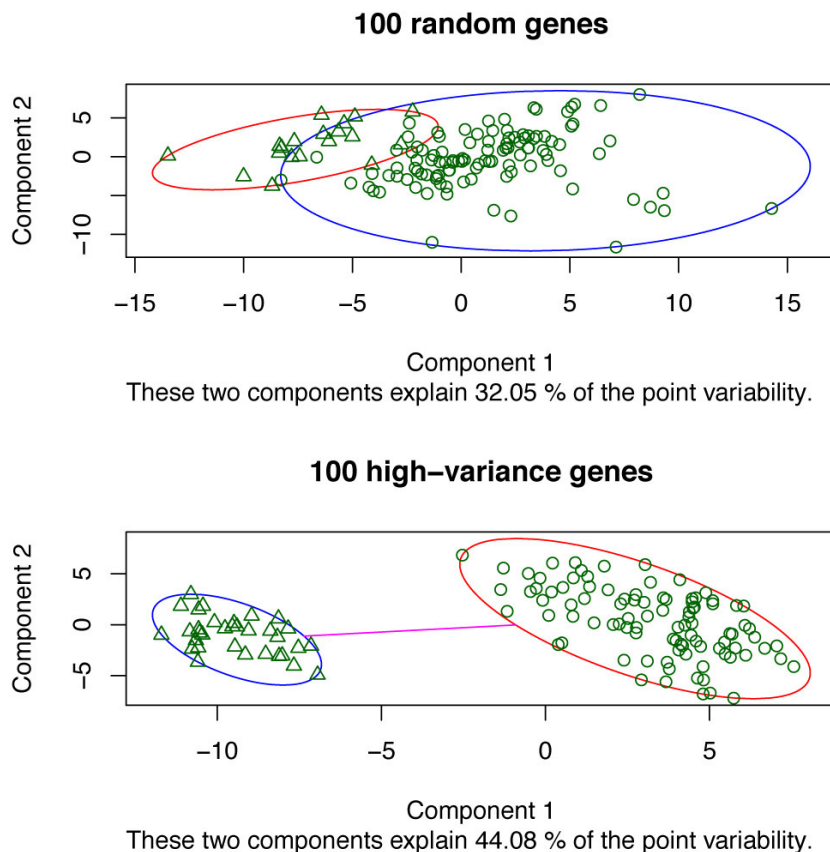 100 random genes
Component 2
5
0
−10
−15
−10
−5
0
5
10
15
Component 1
These two components explain 32.05 % of the point variability.
100 high−variance genes
Component 2
5
0
−5
−10
−5
0
5
Component 1
These two components explain 44.08 % of the point variability.